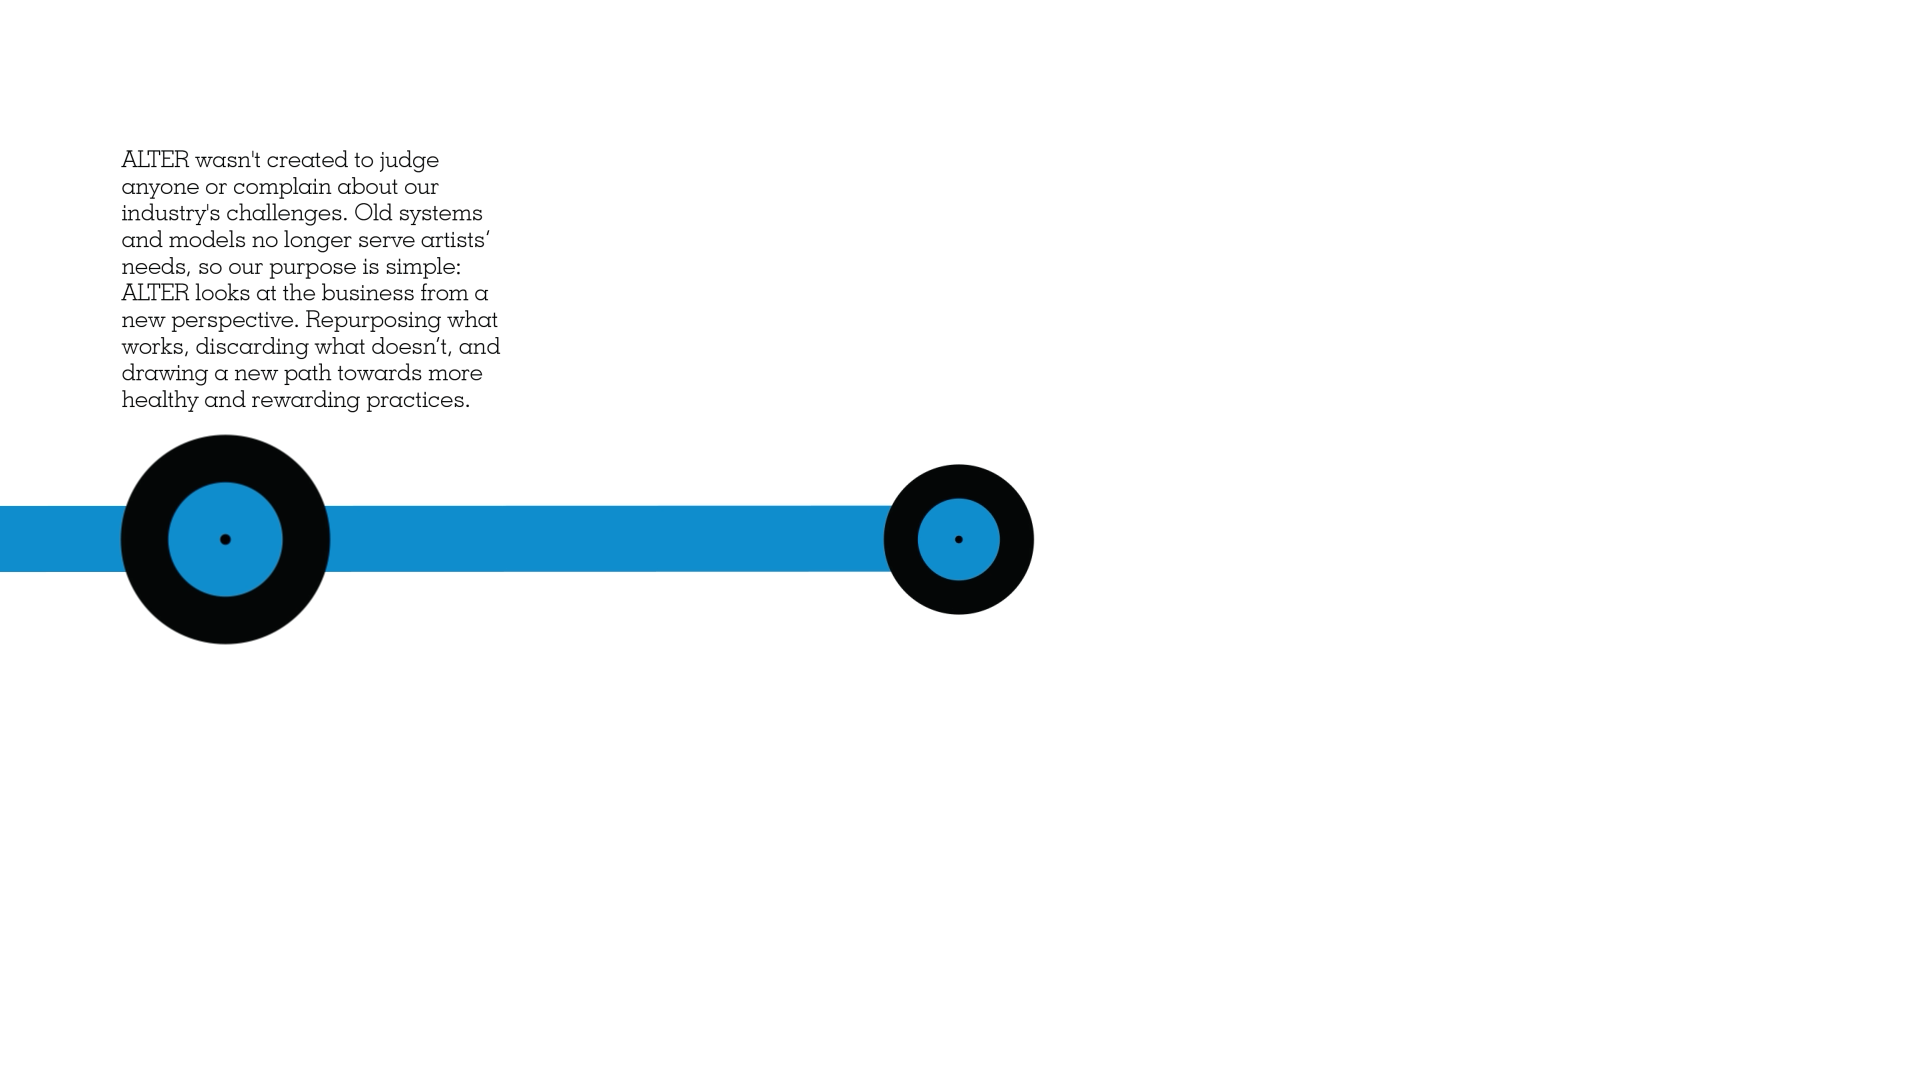 ALTER wasn't created to judge
anyone or complain about our
industry's challenges. Old systems
and models no longer serve artists’
needs, so our purpose is simple:
ALTER looks at the business from a
new perspective. Repurposing what
works, discarding what doesn’t, and
drawing a new path towards more
healthy and rewarding practices.